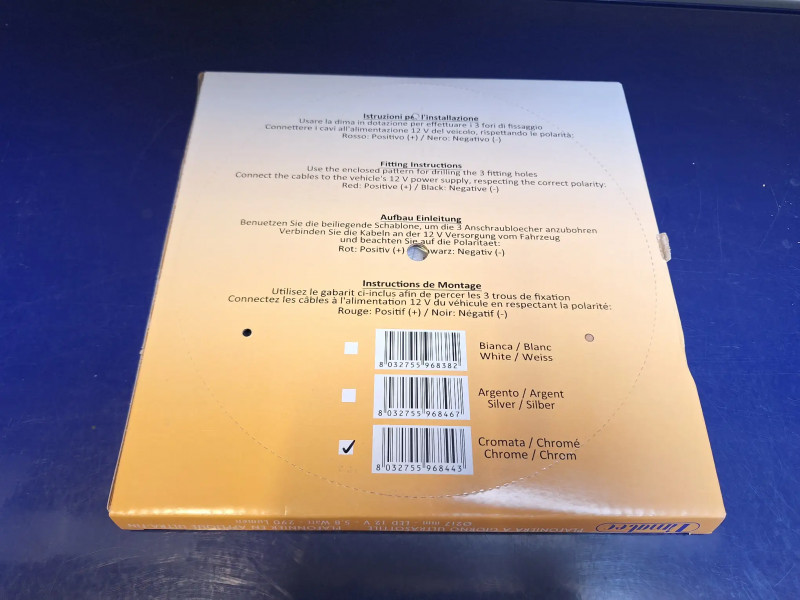 Istruzioni per l'installazione
Usare la dima in dotazione per effettuare i 3 fori di fissaggio
Connettere i cavi all'alimentazione 12 V del veicolo, rispettando le polarità:
Rosso: Positivo (+) / Nero: Negativo (-)
Fitting Instructions
Use the enclosed pattern for drilling the 3 fitting holes
Connect the cables to the vehicle's 12 V power supply, respecting the correct polarity:
Red: Positive (+) / Black: Negative (-)
Aufbau Einleitung
Benuetzen Sie die beiliegende Schablone, um die 3 Anschraubloecher anzubohren
Verbinden Sie die Kabeln an der 12 V Versorgung vom Fahrzeug
und beachten Sie auf die Polaritaet:
Rot: Positiv (+) warz: Negativ (-)
Instructions de Montage
Utilisez le gabarit ci-inclus afin de percer les 3 trous de fixation
Connectez les câbles à l'alimentation 12 V du véhicule en respectant la polarité:
Rouge: Positif (+) / Noir: Négatif (-)
8 032755 968382
Bianca / Blanc
White / Weiss
8 032755 968467
Argento / Argent
Silver / Silber
8 032755 968443
Cromata / Chromé
Chrome / Chrom